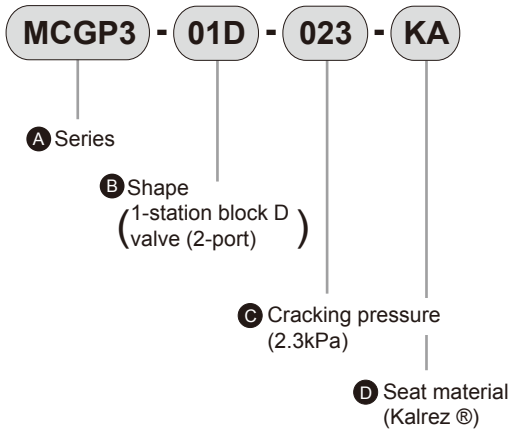 MCGP3 - 01D - 023 - KA
A Series
B Shape
(1-station block D
valve (2-port))
C Cracking pressure
(2.3kPa)
D Seat material
(Kalrez ®)